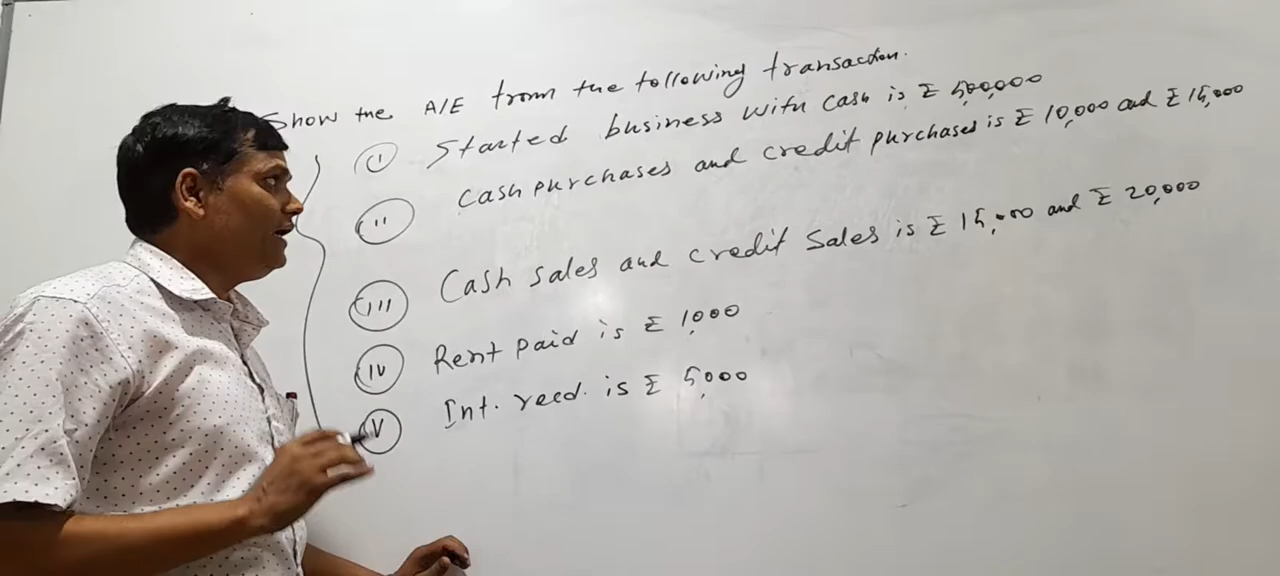 Show the A/E from the following transaction.
(I) Started business with cash is ₹ 5,00,000
(II) Cash purchases and credit purchases is ₹ 10,000 and ₹ 15,000
(III) Cash sales and credit sales is ₹ 15,000 and ₹ 20,000
(IV) Rent paid is ₹ 1,000
(V) Int. recd. is ₹ 5,000